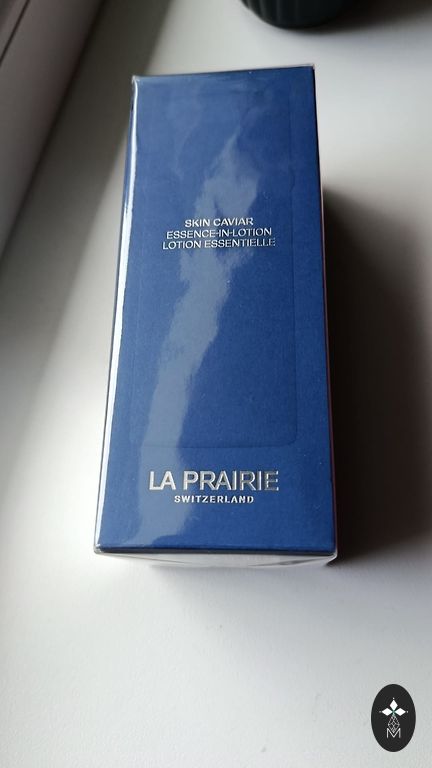 SKIN CAVIAR
ESSENCE-IN-LOTION
LOTION ESSENTIELLE
LA PRAIRIE
SWITZERLAND
M